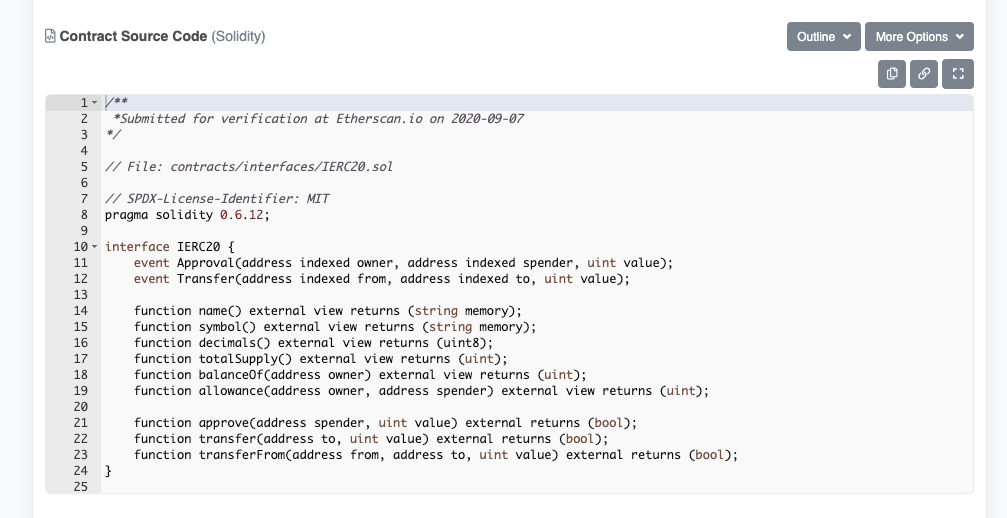 Contract Source Code (Solidity)
Outline
More Options
1 /**
2  *Submitted for verification at Etherscan.io on 2020-09-07
3 */
4
5 // File: contracts/interfaces/IERC20.sol
6
7 // SPDX-License-Identifier: MIT
8 pragma solidity 0.6.12;
9
10 interface IERC20 {
11     event Approval(address indexed owner, address indexed spender, uint value);
12     event Transfer(address indexed from, address indexed to, uint value);
13
14     function name() external view returns (string memory);
15     function symbol() external view returns (string memory);
16     function decimals() external view returns (uint8);
17     function totalSupply() external view returns (uint);
18     function balanceOf(address owner) external view returns (uint);
19     function allowance(address owner, address spender) external view returns (uint);
20
21     function approve(address spender, uint value) external returns (bool);
22     function transfer(address to, uint value) external returns (bool);
23     function transferFrom(address from, address to, uint value) external returns (bool);
24 }
25